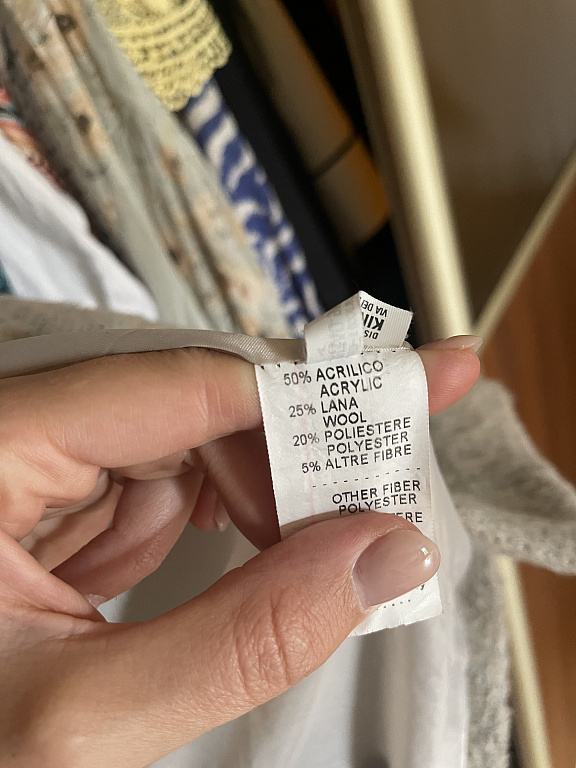 50% ACRILICO
ACRYLIC
25% LANA
WOOL
20% POLIESTERE
POLYESTER
5% ALTRE FIBRE
OTHER FIBER
POLYESTER